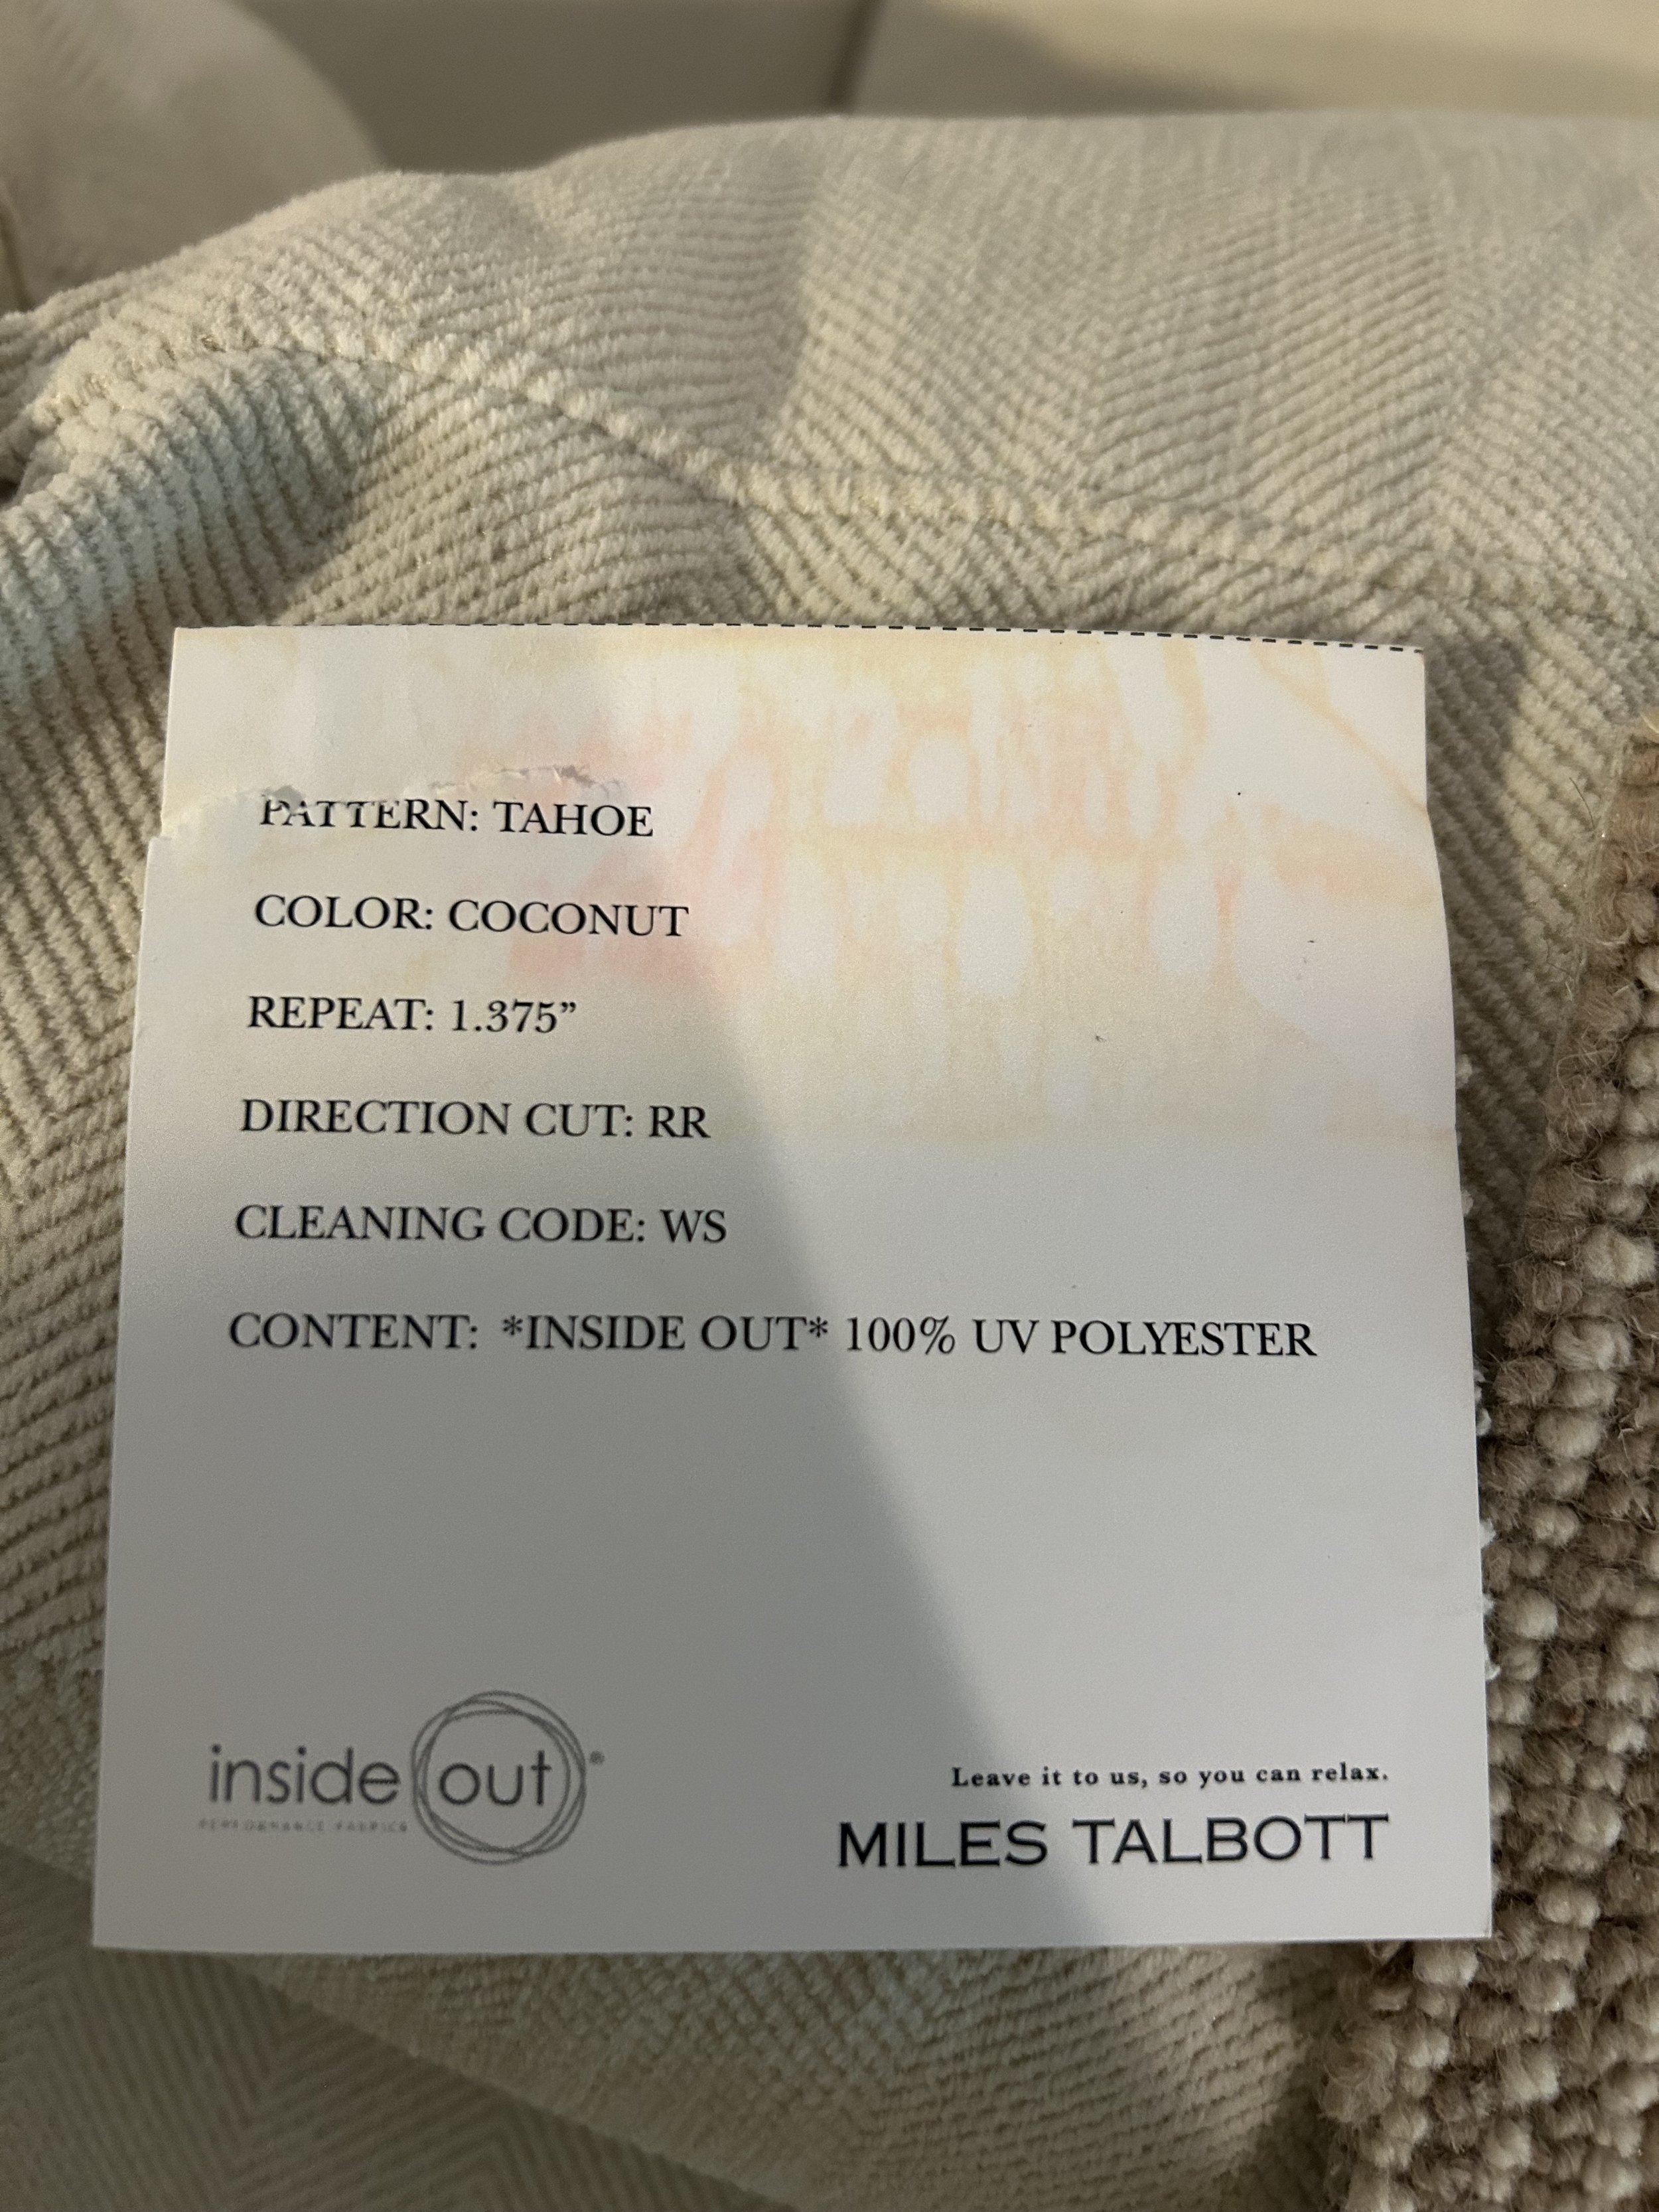 PATTERN: TAHOE
COLOR: COCONUT
REPEAT: 1.375”
DIRECTION CUT: RR
CLEANING CODE: WS
CONTENT: *INSIDE OUT* 100% UV POLYESTER
inside out®
PERFORMANCE FABRICS
Leave it to us, so you can relax.
MILES TALBOTT